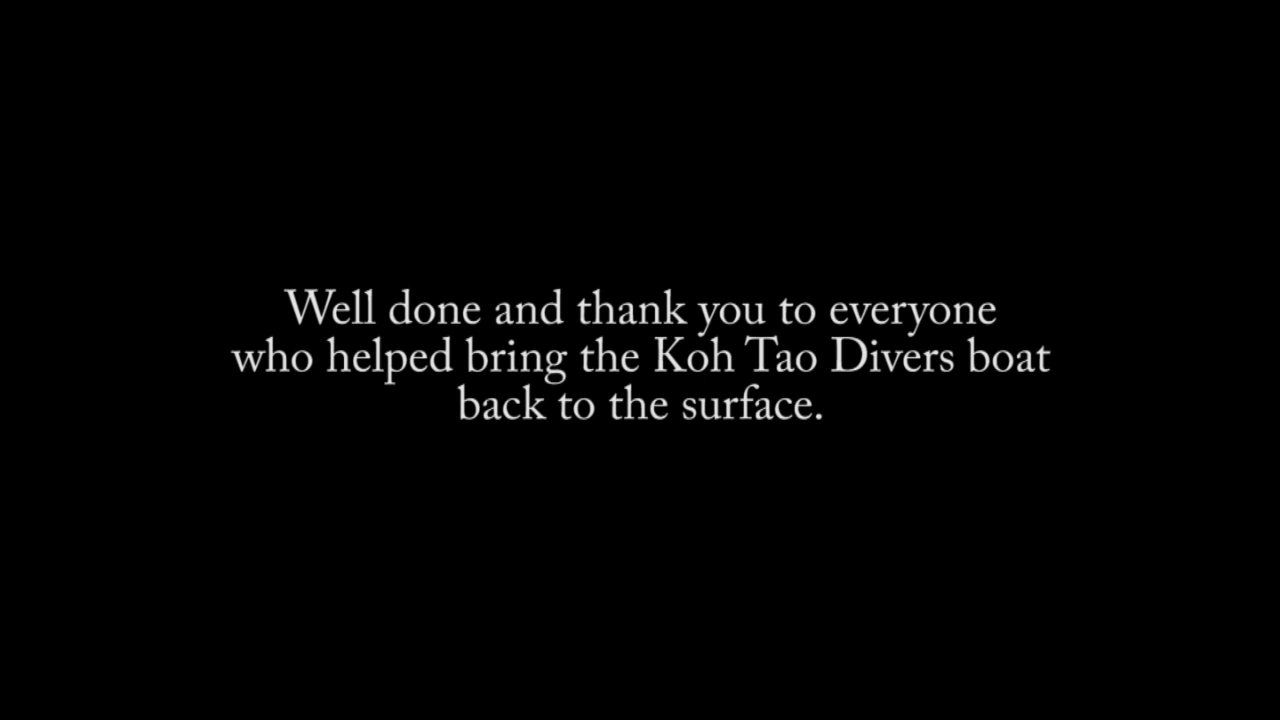 Well done and thank you to everyone
who helped bring the Koh Tao Divers boat
back to the surface.